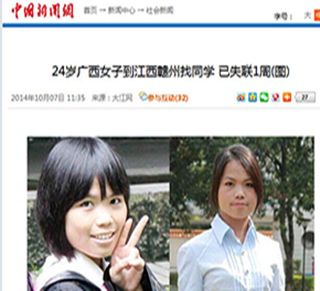 中国新闻网 首页 → 新闻中心 → 社会新闻
字号： 大
24岁广西女子到江西赣州找同学 已失联1周(图)
2014年10月07日 11:35 来源：大江网 参与互动(32) 27